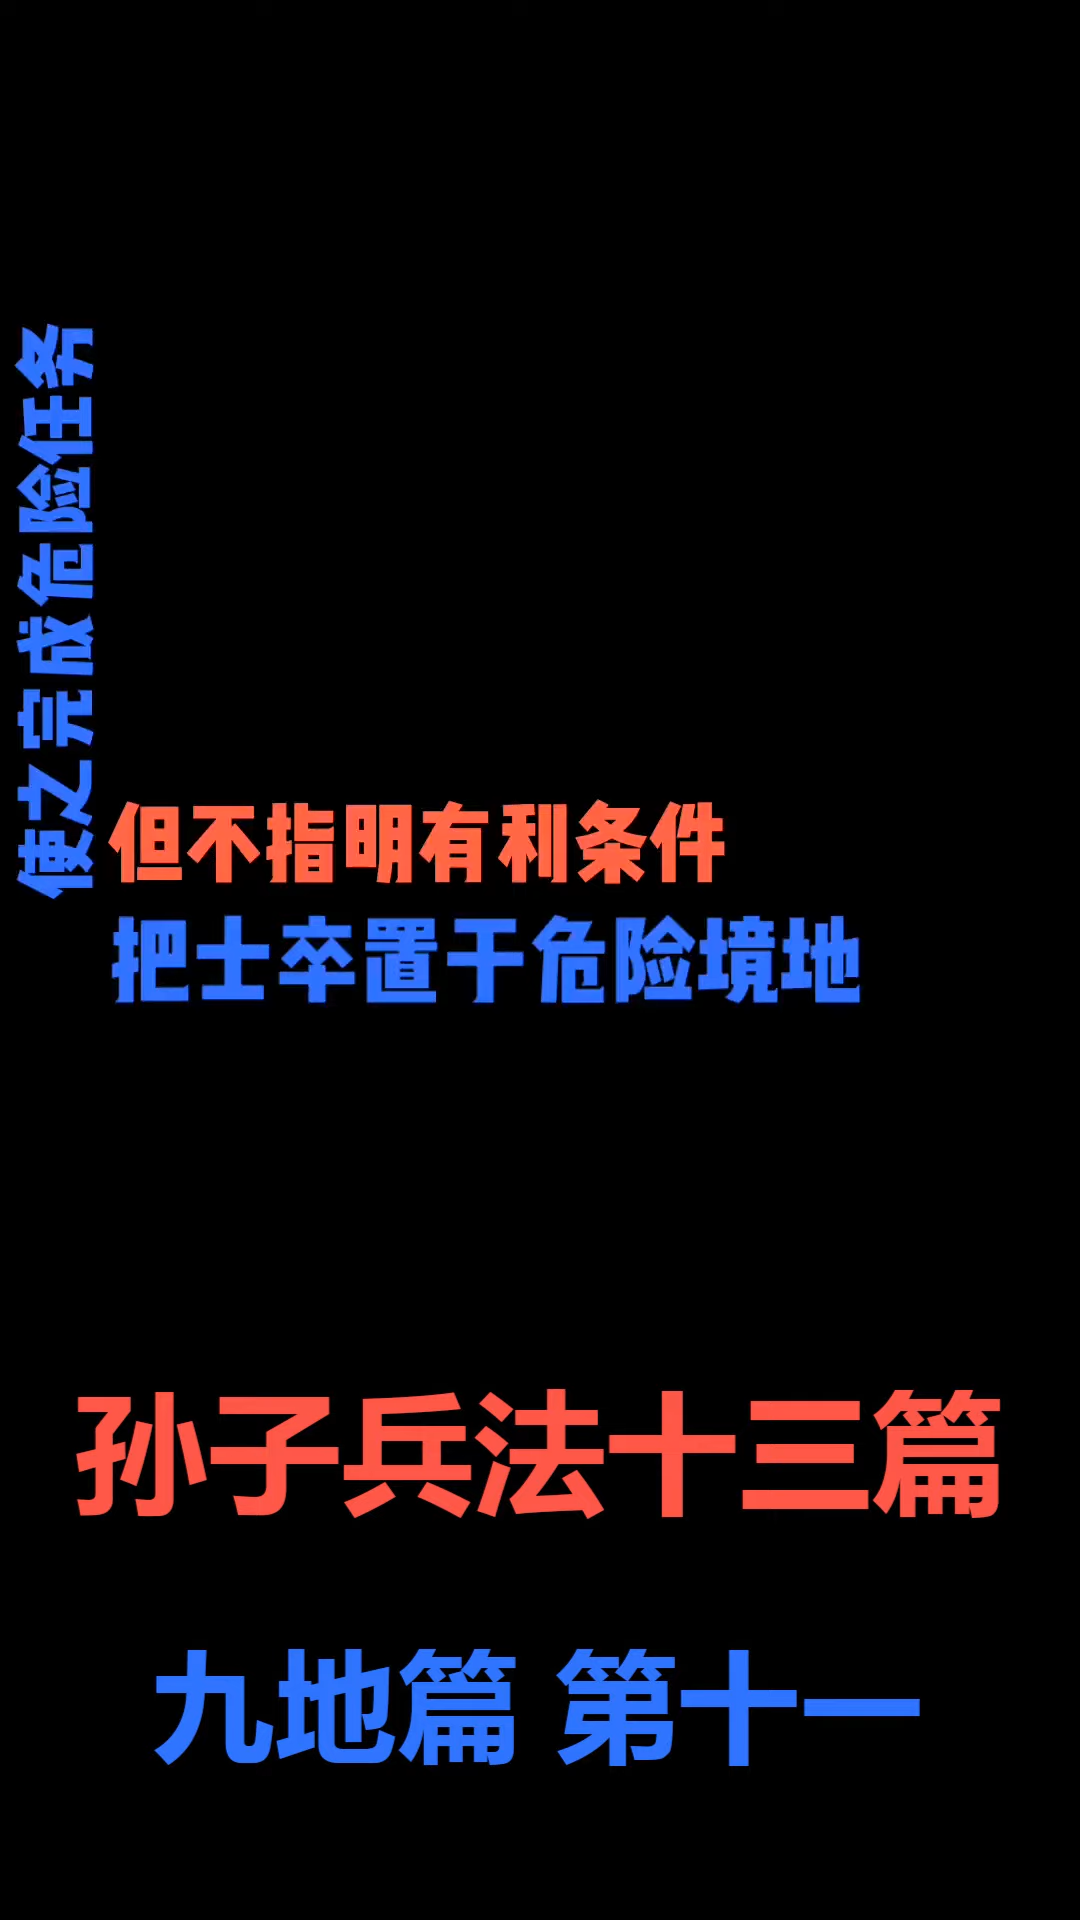 使之完成危险任务
但不指明有利条件
把士卒置于危险境地
孙子兵法十三篇
九地篇 第十一